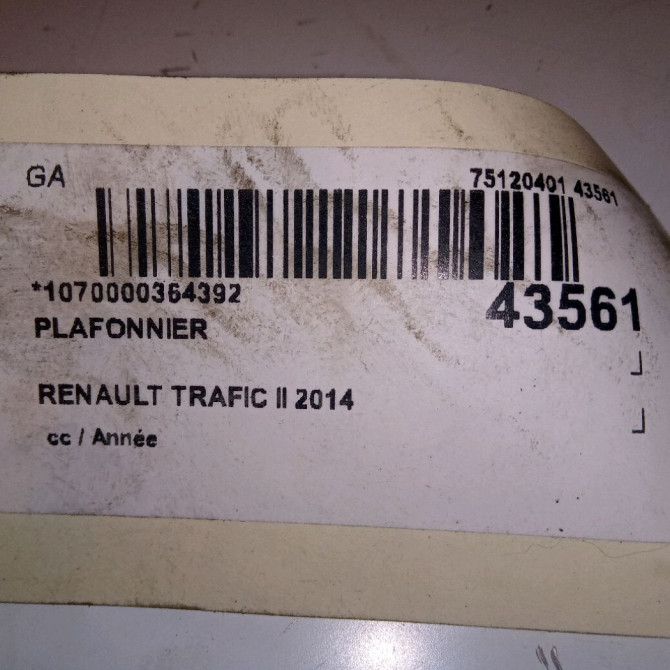 GA
75120401 43561
*1070000364392
43561
PLAFONNIER
RENAULT TRAFIC II 2014
cc / Année